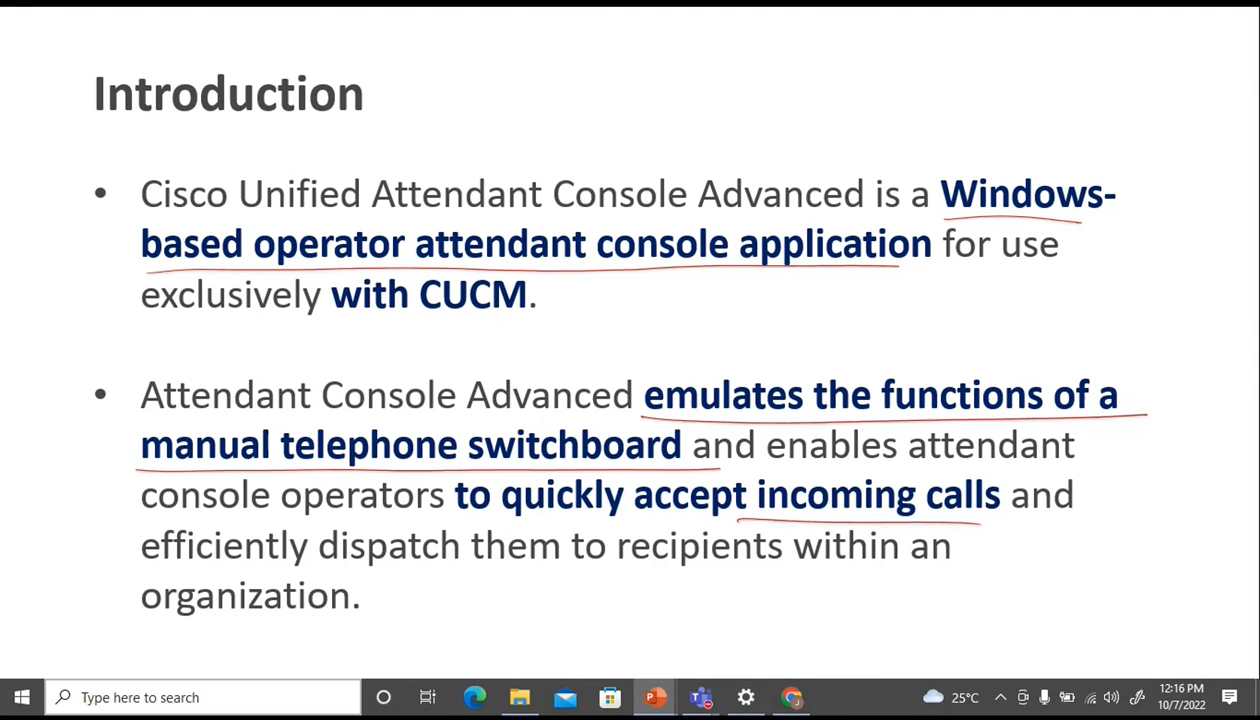 Introduction
• Cisco Unified Attendant Console Advanced is a Windows-
based operator attendant console application for use
exclusively with CUCM.
• Attendant Console Advanced emulates the functions of a
manual telephone switchboard and enables attendant
console operators to quickly accept incoming calls and
efficiently dispatch them to recipients within an
organization.
Type here to search
25°C
12:16 PM
10/7/2022